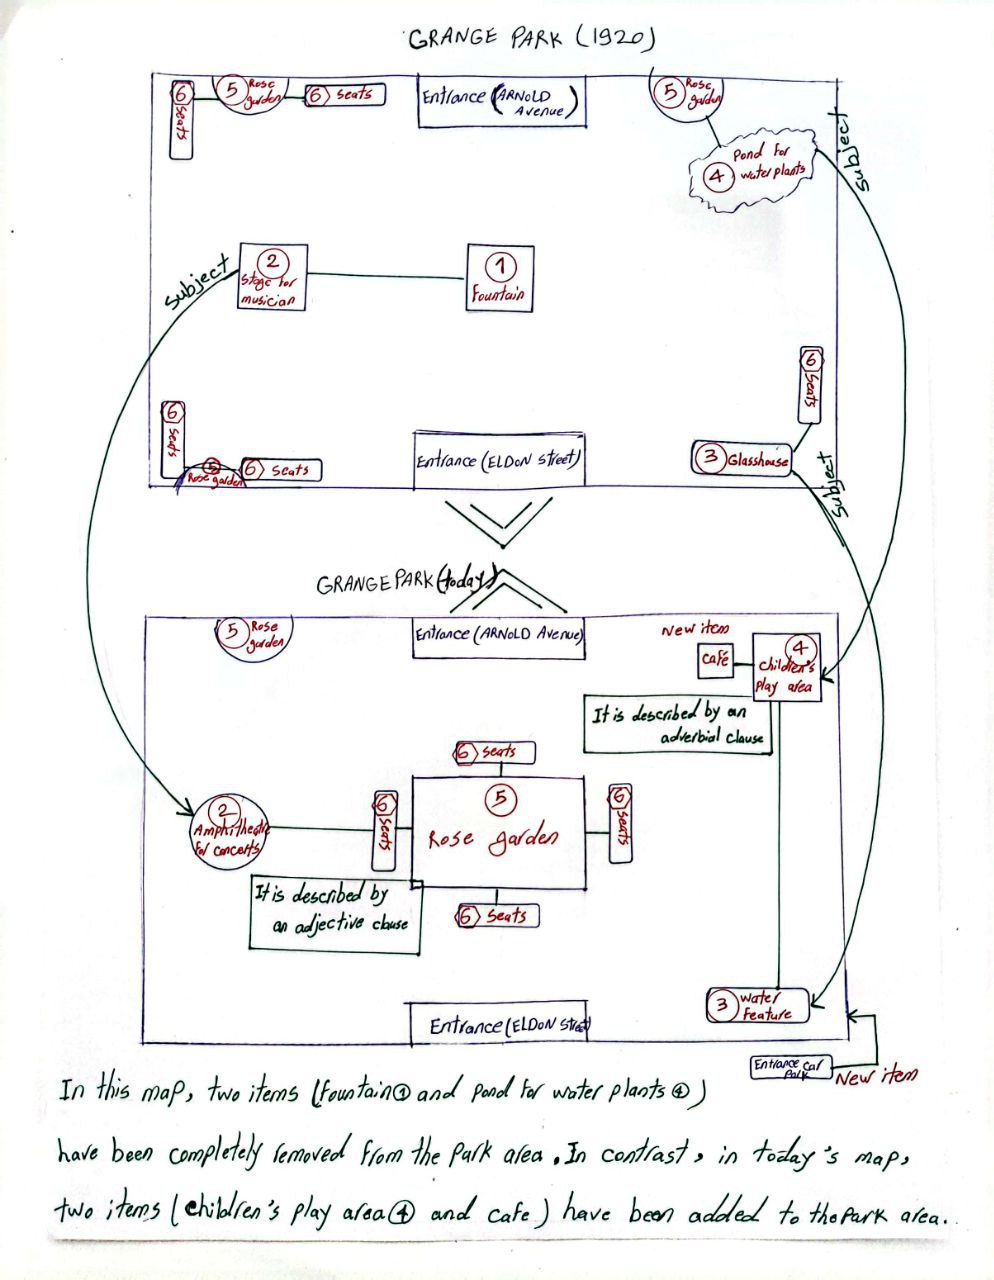 GRANGE PARK (1920)
6 Seats
5 Rose garden
6 Seats
Entrance (ARNOLD Avenue)
5 Rose garden
4 Pond for water plants
Subject
Subject
2 Stage for musician
1 Fountain
6 Seats
6 Seats
5 Rose garden
6 Seats
Entrance (ELDON Street)
3 Glasshouse
Subject
GRANGE PARK (today)
5 Rose garden
Entrance (ARNOLD Avenue)
New item
café
4 children's play area
It is described by an
adverbial clause
6 Seats
2 Amphitheatre for concerts
6 Seats
5 Rose garden
6 Seats
It is described by
an adjective clause
6 Seats
3 Water Feature
Entrance (ELDON Street)
Entrance car Park
New item
In this map, two items (fountain① and pond for water plants④)
have been completely removed from the park area. In contrast, in today's map,
two items (children's play area④ and cafe) have been added to the park area.